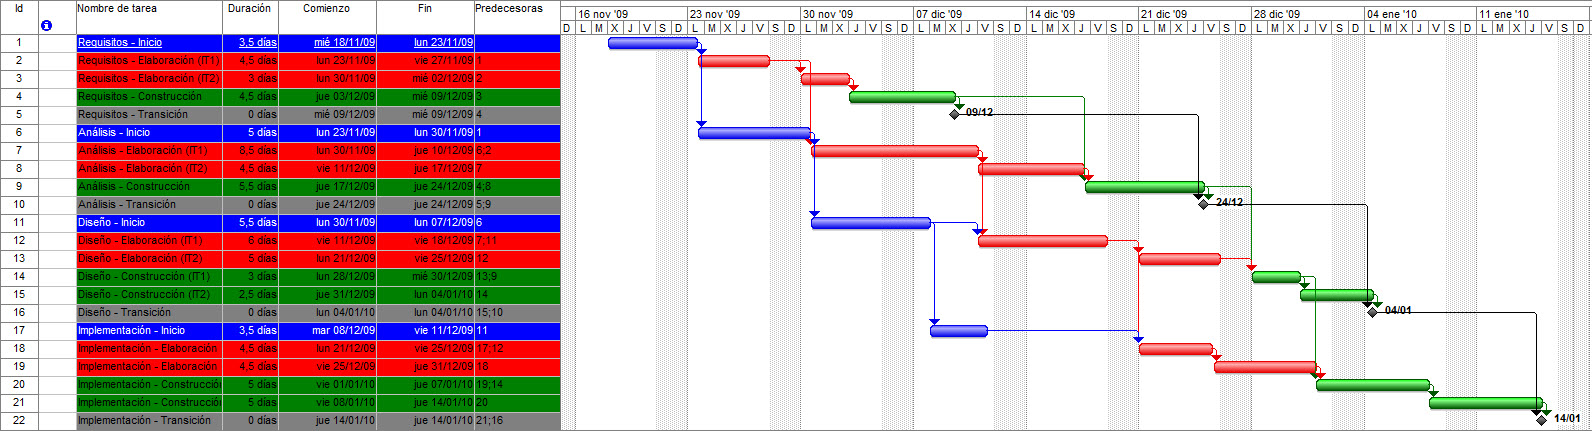 Id Nombre de tarea Duración Comienzo Fin Predecesoras
16 nov '09 23 nov '09 30 nov '09 07 dic '09 14 dic '09 21 dic '09 28 dic '09 04 ene '10 11 ene '10
D L M X J V S D L M X J V S D L M X J V S D L M X J V S D L M X J V S D L M X J V S D L M X J V S D L M X J V S D L M X J V S D
1 Requisitos - Inicio 3,5 días mié 18/11/09 lun 23/11/09
2 Requisitos - Elaboración (IT1) 4,5 días lun 23/11/09 vie 27/11/09 1
3 Requisitos - Elaboración (IT2) 3 días lun 30/11/09 mié 02/12/09 2
4 Requisitos - Construcción 4,5 días jue 03/12/09 mié 09/12/09 3
5 Requisitos - Transición 0 días mié 09/12/09 mié 09/12/09 4 09/12
6 Análisis - Inicio 5 días lun 23/11/09 lun 30/11/09 1
7 Análisis - Elaboración (IT1) 8,5 días lun 30/11/09 jue 10/12/09 6;2
8 Análisis - Elaboración (IT2) 4,5 días vie 11/12/09 jue 17/12/09 7
9 Análisis - Construcción 5,5 días jue 17/12/09 jue 24/12/09 4;8
10 Análisis - Transición 0 días jue 24/12/09 jue 24/12/09 5;9 24/12
11 Diseño - Inicio 5,5 días lun 30/11/09 lun 07/12/09 6
12 Diseño - Elaboración (IT1) 6 días vie 11/12/09 vie 18/12/09 7;11
13 Diseño - Elaboración (IT2) 5 días lun 21/12/09 vie 25/12/09 12
14 Diseño - Construcción (IT1) 3 días lun 28/12/09 mié 30/12/09 13;9
15 Diseño - Construcción (IT2) 2,5 días jue 31/12/09 lun 04/01/10 14
16 Diseño - Transición 0 días lun 04/01/10 lun 04/01/10 15;10 04/01
17 Implementación - Inicio 3,5 días mar 08/12/09 vie 11/12/09 11
18 Implementación - Elaboración 4,5 días lun 21/12/09 vie 25/12/09 17;12
19 Implementación - Elaboración 4,5 días vie 25/12/09 jue 31/12/09 18
20 Implementación - Construcció 5 días vie 01/01/10 jue 07/01/10 19;14
21 Implementación - Construcció 5 días vie 08/01/10 jue 14/01/10 20
22 Implementación - Transición 0 días jue 14/01/10 jue 14/01/10 21;16 14/01